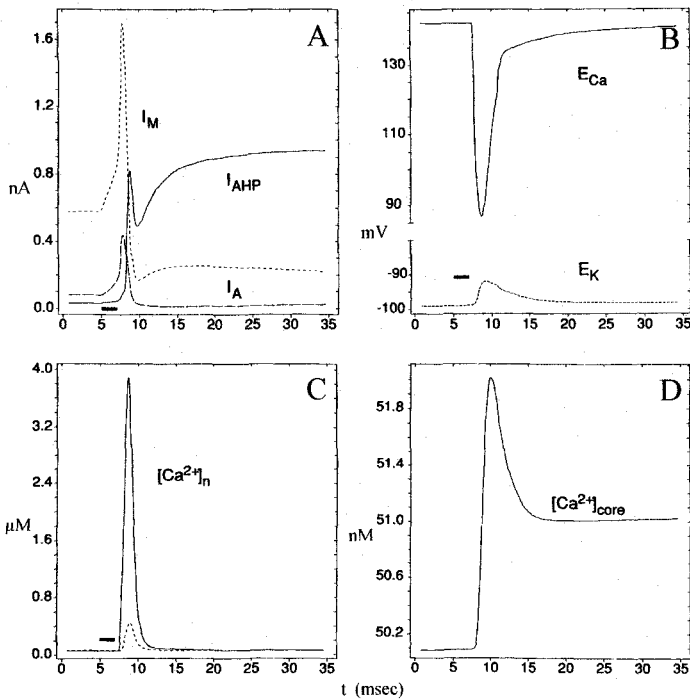 A
1.6
1.2
nA
0.8
0.4
0.0
I_M
I_AHP
I_A
0 5 10 15 20 25 30 35
B
130
110
90
mV
-90
-100
E_Ca
E_K
0 5 10 15 20 25 30 35
C
4.0
3.2
2.4
μM
1.6
0.8
0.0
[Ca²⁺]n
0 5 10 15 20 25 30 35
D
51.8
51.4
51.0
nM
50.6
50.2
[Ca²⁺]core
0 5 10 15 20 25 30 35
t (msec)